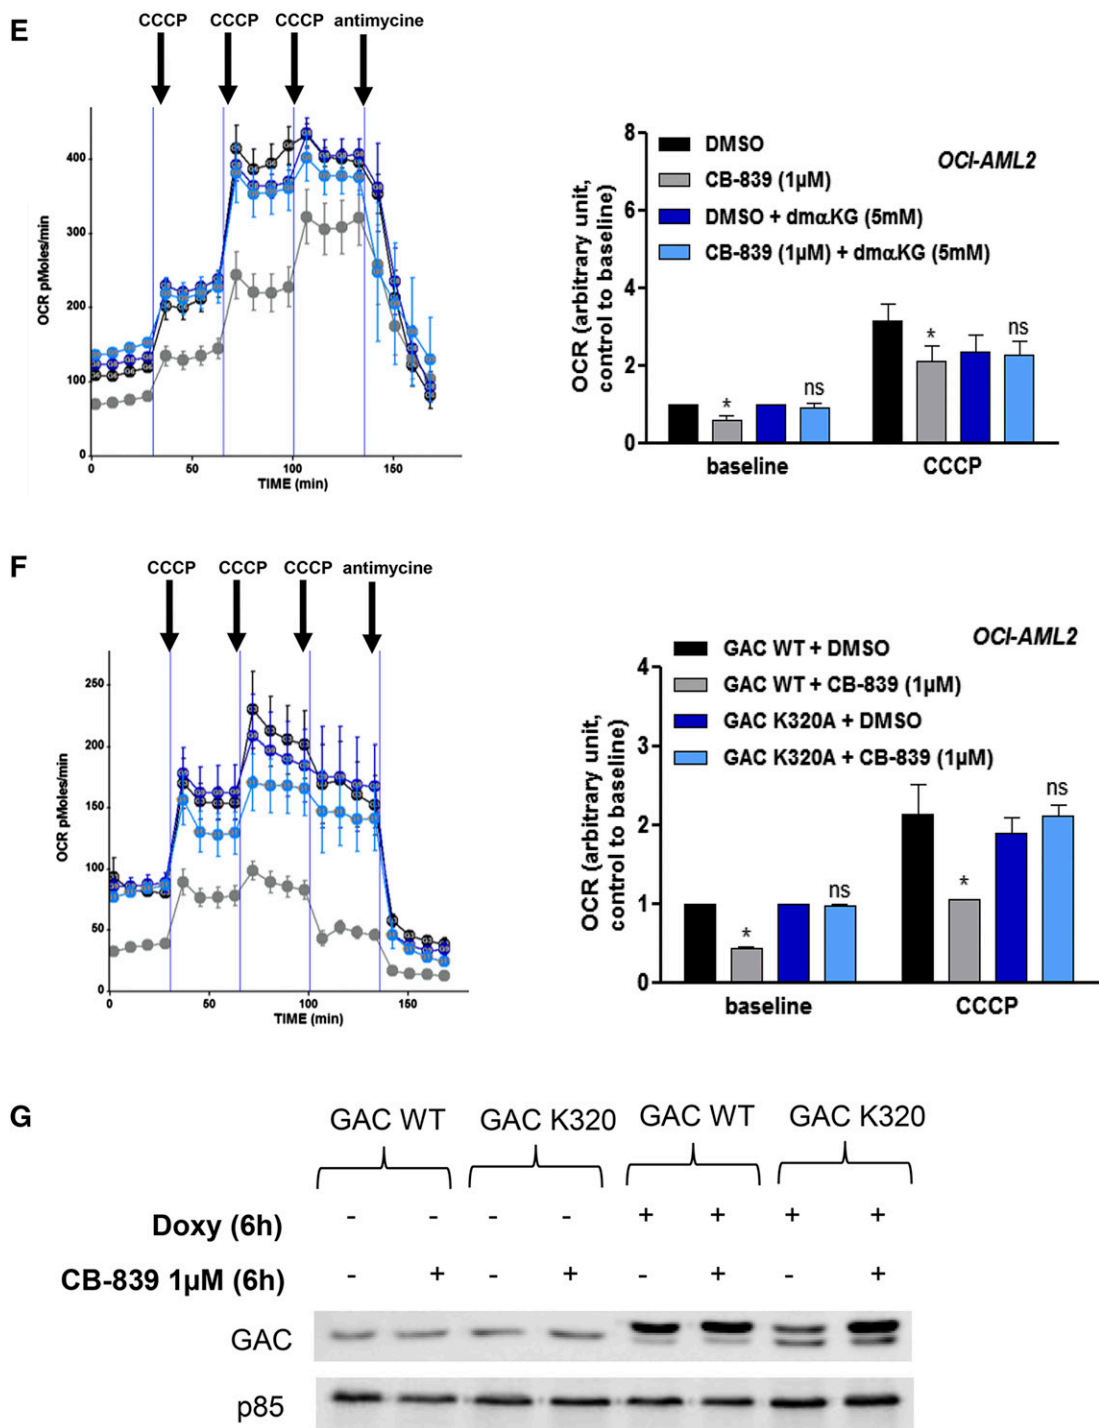 E
CCCP CCCP CCCP antimycine
OCR pMoles/min
400
300
200
100
0
0 50 100 150
TIME (min)
OCR (arbitrary unit,
control to baseline)
8
6
4
2
0
DMSO
CB-839 (1µM)
DMSO + dmαKG (5mM)
CB-839 (1µM) + dmαKG (5mM)
OCI-AML2
* ns * ns
baseline CCCP
F
CCCP CCCP CCCP antimycine
OCR pMoles/min
250
200
150
100
50
0
0 50 100 150
TIME (min)
OCR (arbitrary unit,
control to baseline)
4
3
2
1
0
OCI-AML2
GAC WT + DMSO
GAC WT + CB-839 (1µM)
GAC K320A + DMSO
GAC K320A + CB-839 (1µM)
* ns * ns
baseline CCCP
G
GAC WT GAC K320 GAC WT GAC K320
Doxy (6h) - - - - + + + +
CB-839 1µM (6h) - + - + - + - +
GAC
p85